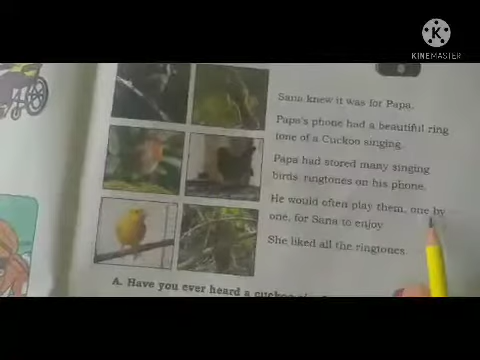 KINEMASTER
Sana knew it was for Papa.
Papa's phone had a beautiful ring
tone of a Cuckoo singing.
Papa had stored many singing
birds ringtones on his phone.
He would often play them, one by
one, for Sana to enjoy
She liked all the ringtones.
A. Have you ever heard a cuckoo